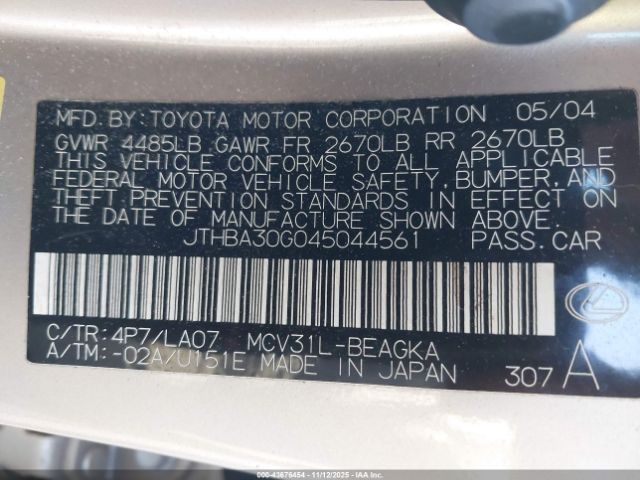 MFD.BY:TOYOTA MOTOR CORPORATION 05/04
GVWR 4485LB GAWR FR 2670LB RR 2670LB
THIS VEHICLE CONFORMS TO ALL APPLICABLE
FEDERAL MOTOR VEHICLE SAFETY,BUMPER,AND
THEFT PREVENTION STANDARDS IN EFFECT ON
THE DATE OF MANUFACTURE SHOWN ABOVE.
JTHBA30G045044561 PASS.CAR
C/TR:4P7/LA07 MCV31L-BEAGKA
A/TM:-02A/U151E MADE IN JAPAN 307 A
000-43676454 - 11/12/2025 - IAAI.CA